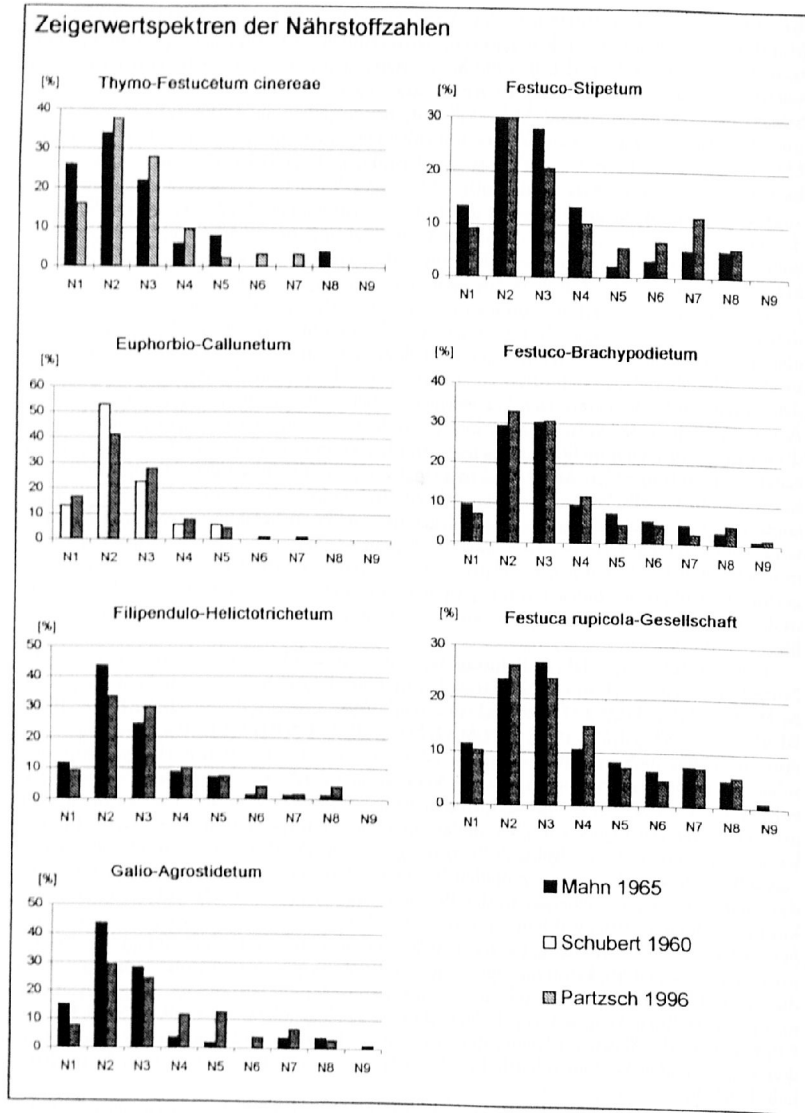 Zeigerwertspektren der Nährstoffzahlen
[%]
Thymo-Festucetum cinereae
40
30
20
10
0
N1 N2 N3 N4 N5 N6 N7 N8 N9
[%]
Festuco-Stipetum
30
20
10
0
N1 N2 N3 N4 N5 N6 N7 N8 N9
Euphorbio-Callunetum
[%]
60
50
40
30
20
10
0
N1 N2 N3 N4 N5 N6 N7 N8 N9
Festuco-Brachypodietum
[%]
40
30
20
10
0
N1 N2 N3 N4 N5 N6 N7 N8 N9
Filipendulo-Helictotrichetum
[%]
50
40
30
20
10
0
N1 N2 N3 N4 N5 N6 N7 N8 N9
[%]
Festuca rupicola-Gesellschaft
30
20
10
0
N1 N2 N3 N4 N5 N6 N7 N8 N9
[%]
Galio-Agrostidetum
50
40
30
20
10
0
N1 N2 N3 N4 N5 N6 N7 N8 N9
Mahn 1965
Schubert 1960
Partzsch 1996